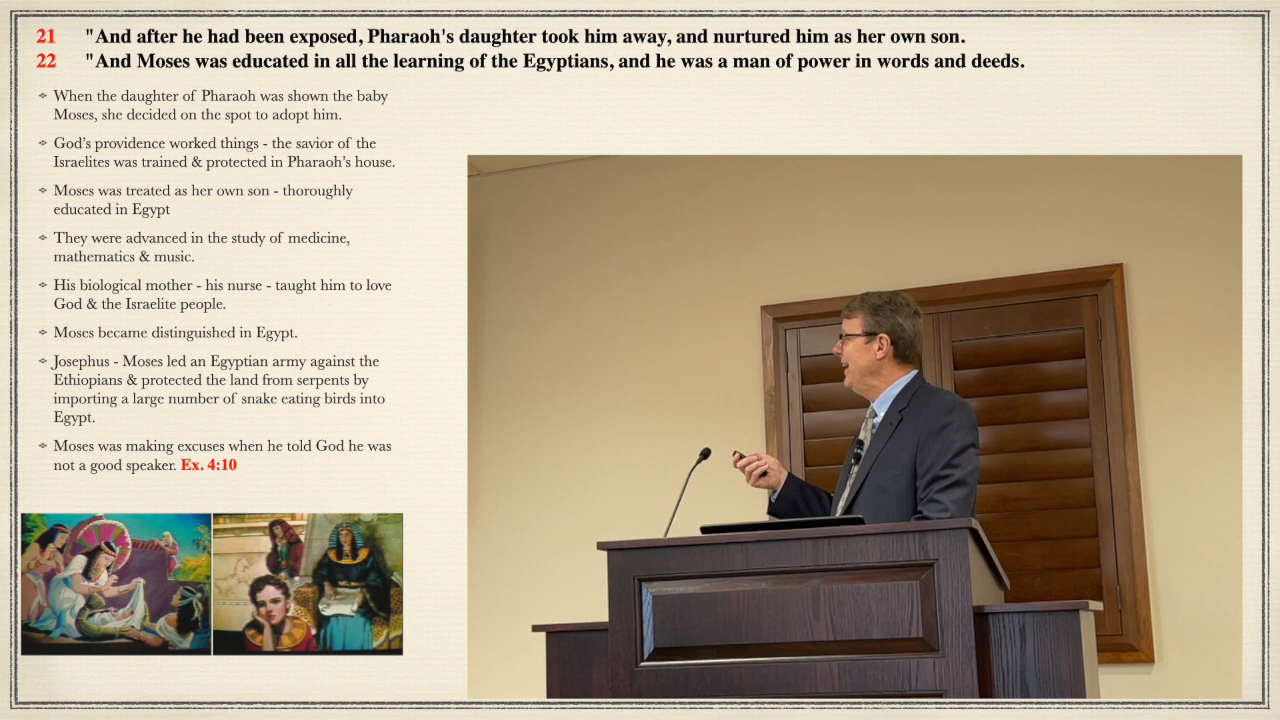 21 "And after he had been exposed, Pharaoh's daughter took him away, and nurtured him as her own son.
22 "And Moses was educated in all the learning of the Egyptians, and he was a man of power in words and deeds.
When the daughter of Pharaoh was shown the baby
Moses, she decided on the spot to adopt him.
God’s providence worked things - the savior of the
Israelites was trained & protected in Pharaoh’s house.
Moses was treated as her own son - thoroughly
educated in Egypt
They were advanced in the study of medicine,
mathematics & music.
His biological mother - his nurse - taught him to love
God & the Israelite people.
Moses became distinguished in Egypt.
Josephus - Moses led an Egyptian army against the
Ethiopians & protected the land from serpents by
importing a large number of snake eating birds into
Egypt.
Moses was making excuses when he told God he was
not a good speaker. Ex. 4:10